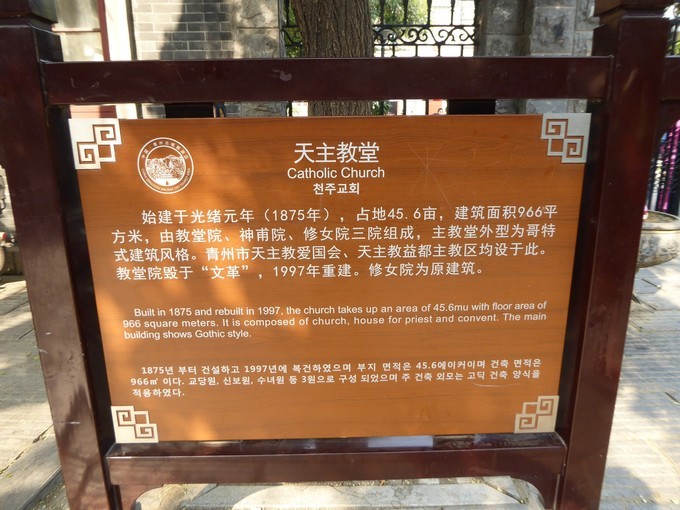 天主教堂
Catholic Church
천주교회
始建于光绪元年（1875年），占地45.6亩，建筑面积966平
方米，由教堂院、神甫院、修女院三院组成，主教堂外型为哥特
式建筑风格。青州市天主教爱国会、天主教益都主教区均设于此。
教堂院毁于“文革”，1997年重建。修女院为原建筑。
Built in 1875 and rebuilt in 1997, the church takes up an area of 45.6mu with floor area of
966 square meters. It is composed of church, house for priest and convent. The main
building shows Gothic style.
1875년 부터 건설하고 1997년에 복건하였으며 부지 면적은 45.6에이커이며 건축 면적은
966㎡ 이다. 교당원, 신보원, 수녀원 등 3원으로 구성 되었으며 주 건축 외모는 고딕 건축 양식을
적용하였다.